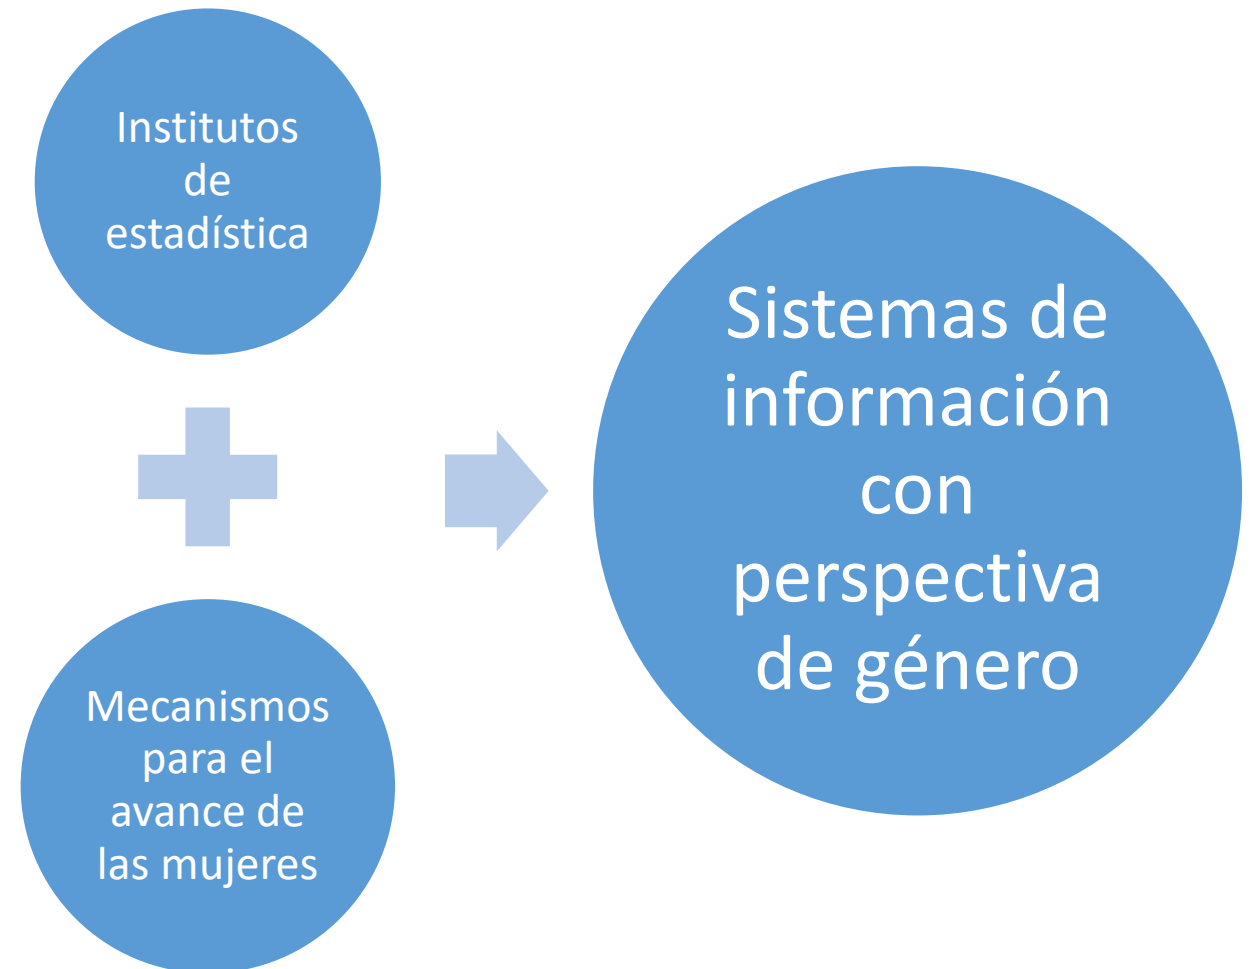 Institutos
de
estadística
Mecanismos
para el
avance de
las mujeres
Sistemas de
información
con
perspectiva
de género